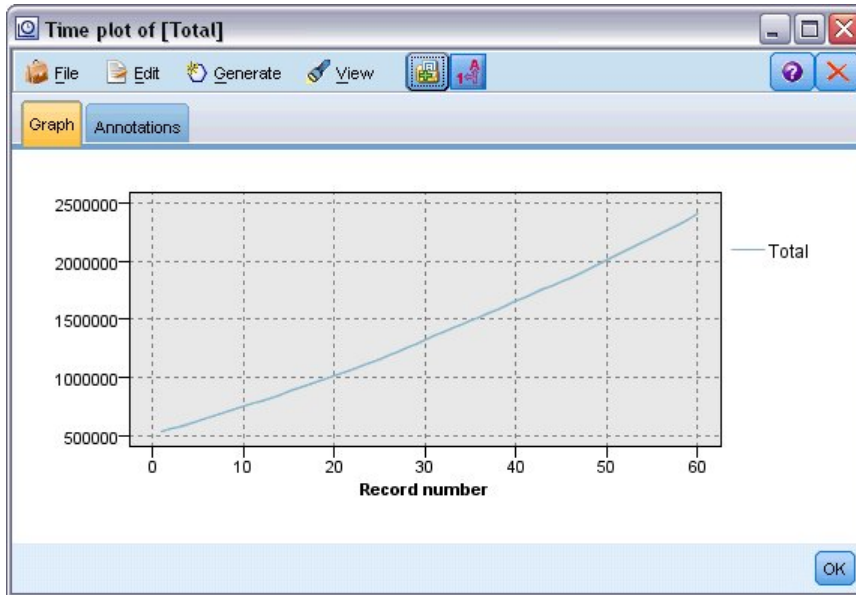 Time plot of [Total]
File Edit Generate View
Graph Annotations
2500000
2000000
1500000
1000000
500000
Total
0 10 20 30 40 50 60
Record number
OK